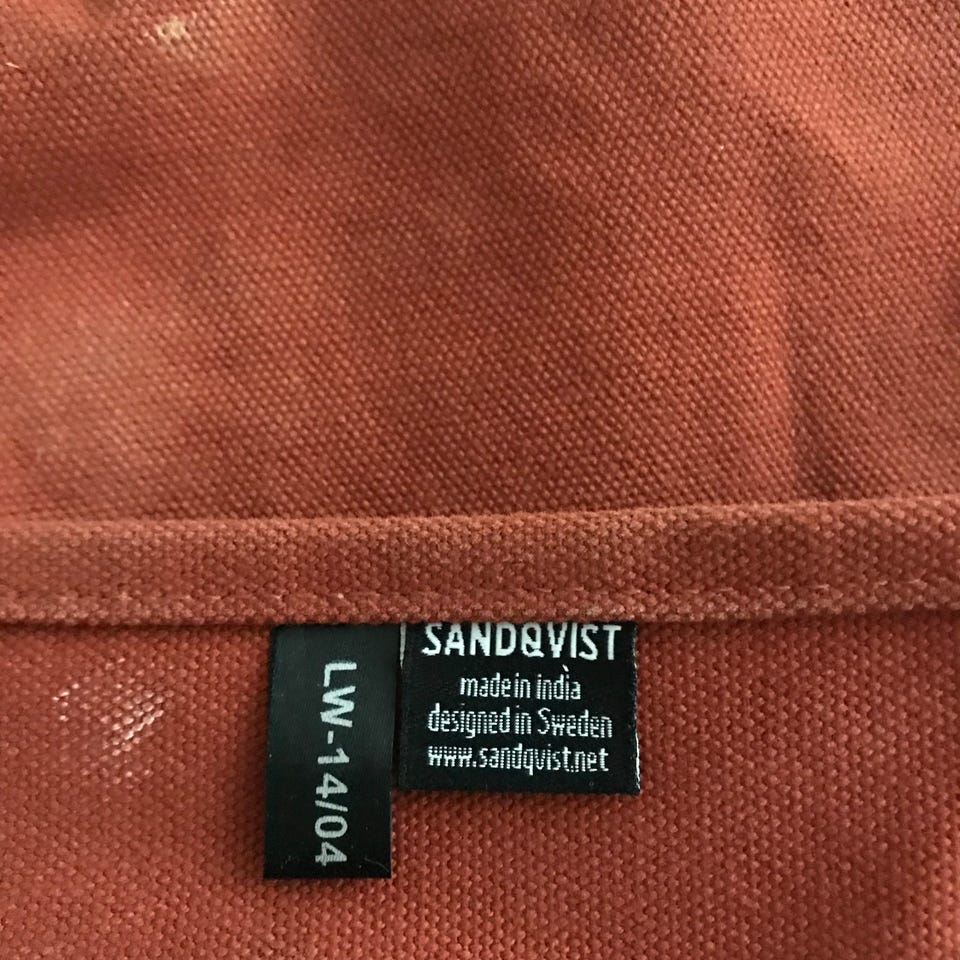 LW-14/04
SANDQVIST
made in india
designed in Sweden
www.sandqvist.net